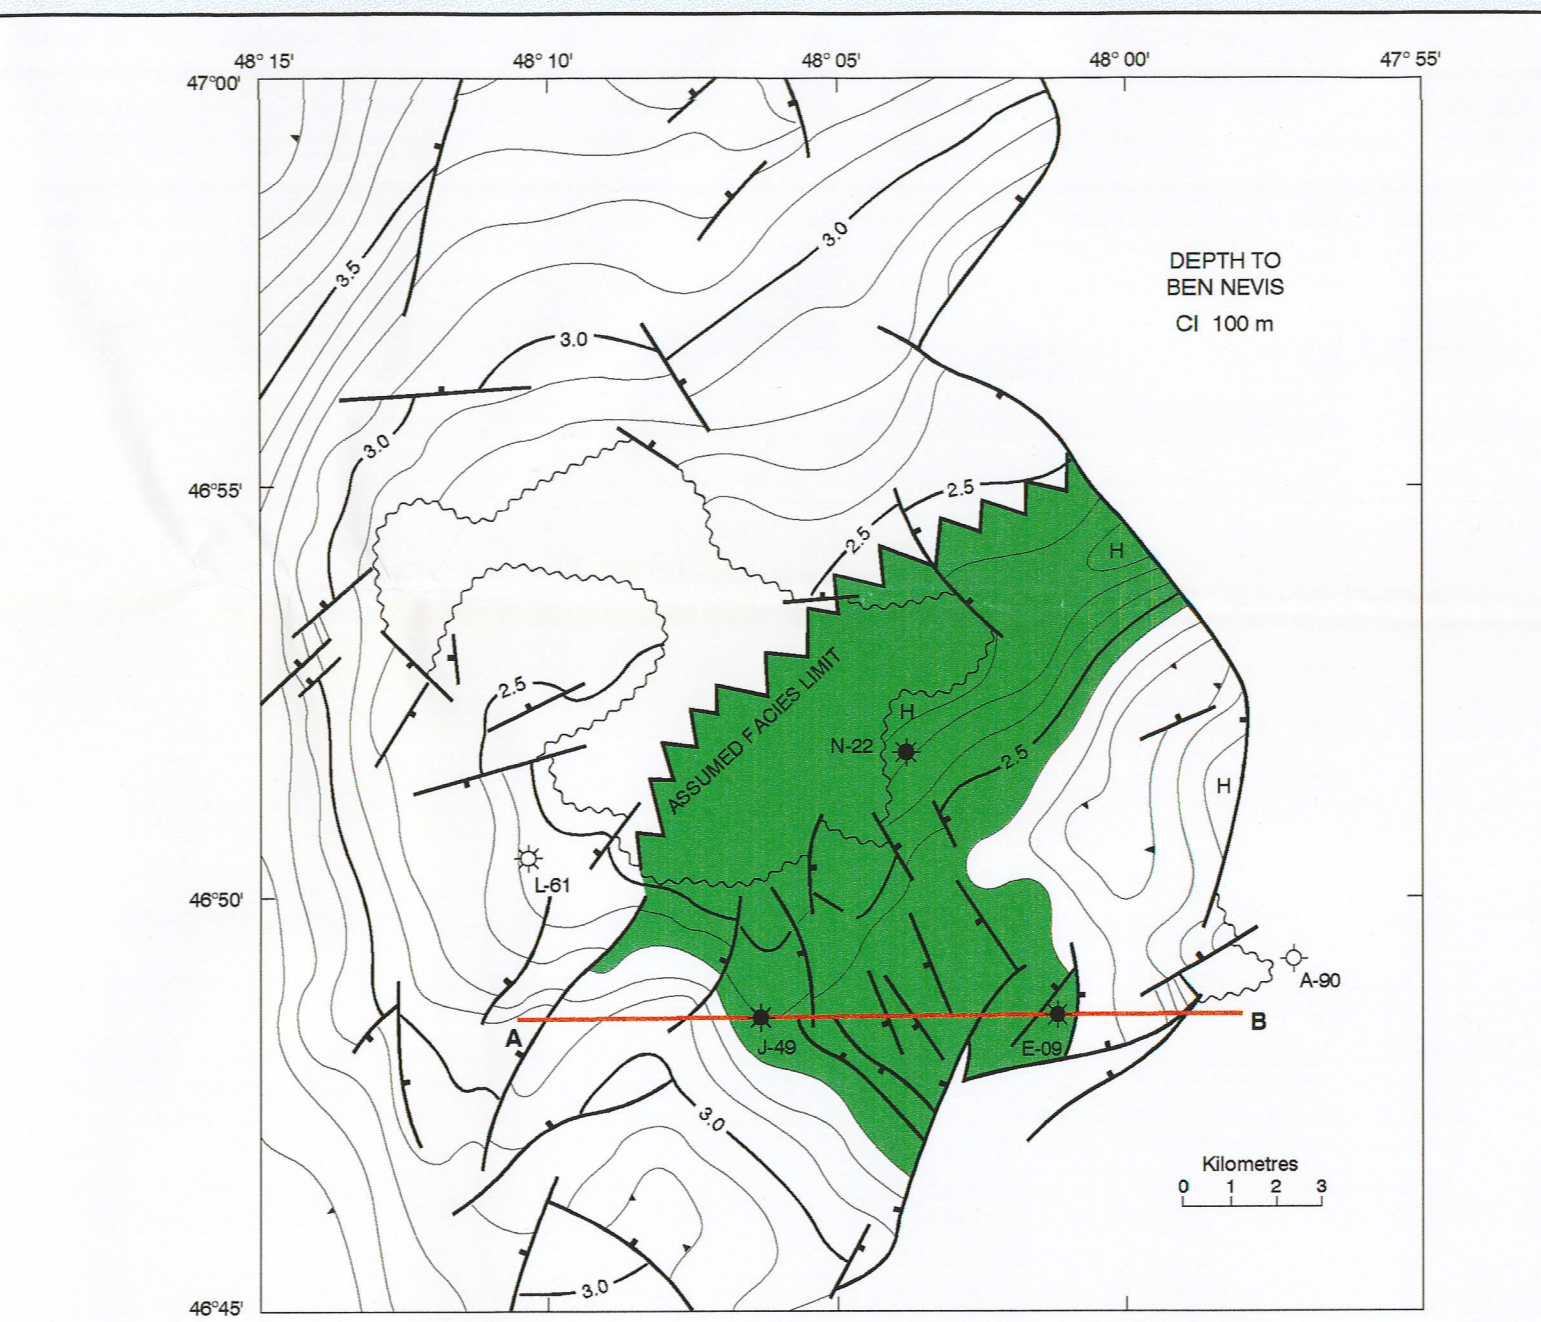 48° 15' 48° 10' 48° 05' 48° 00' 47° 55'
47°00'
3.0
DEPTH TO
BEN NEVIS
CI 100 m
3.5
3.0
3.0
46°55'
2.5
2.5
H
ASSUMED FACIES LIMIT
2.5
H
N-22
2.5
H
L-61
46°50'
A-90
A
B
J-49
E-09
3.0
Kilometres
0 1 2 3
3.0
46°45'